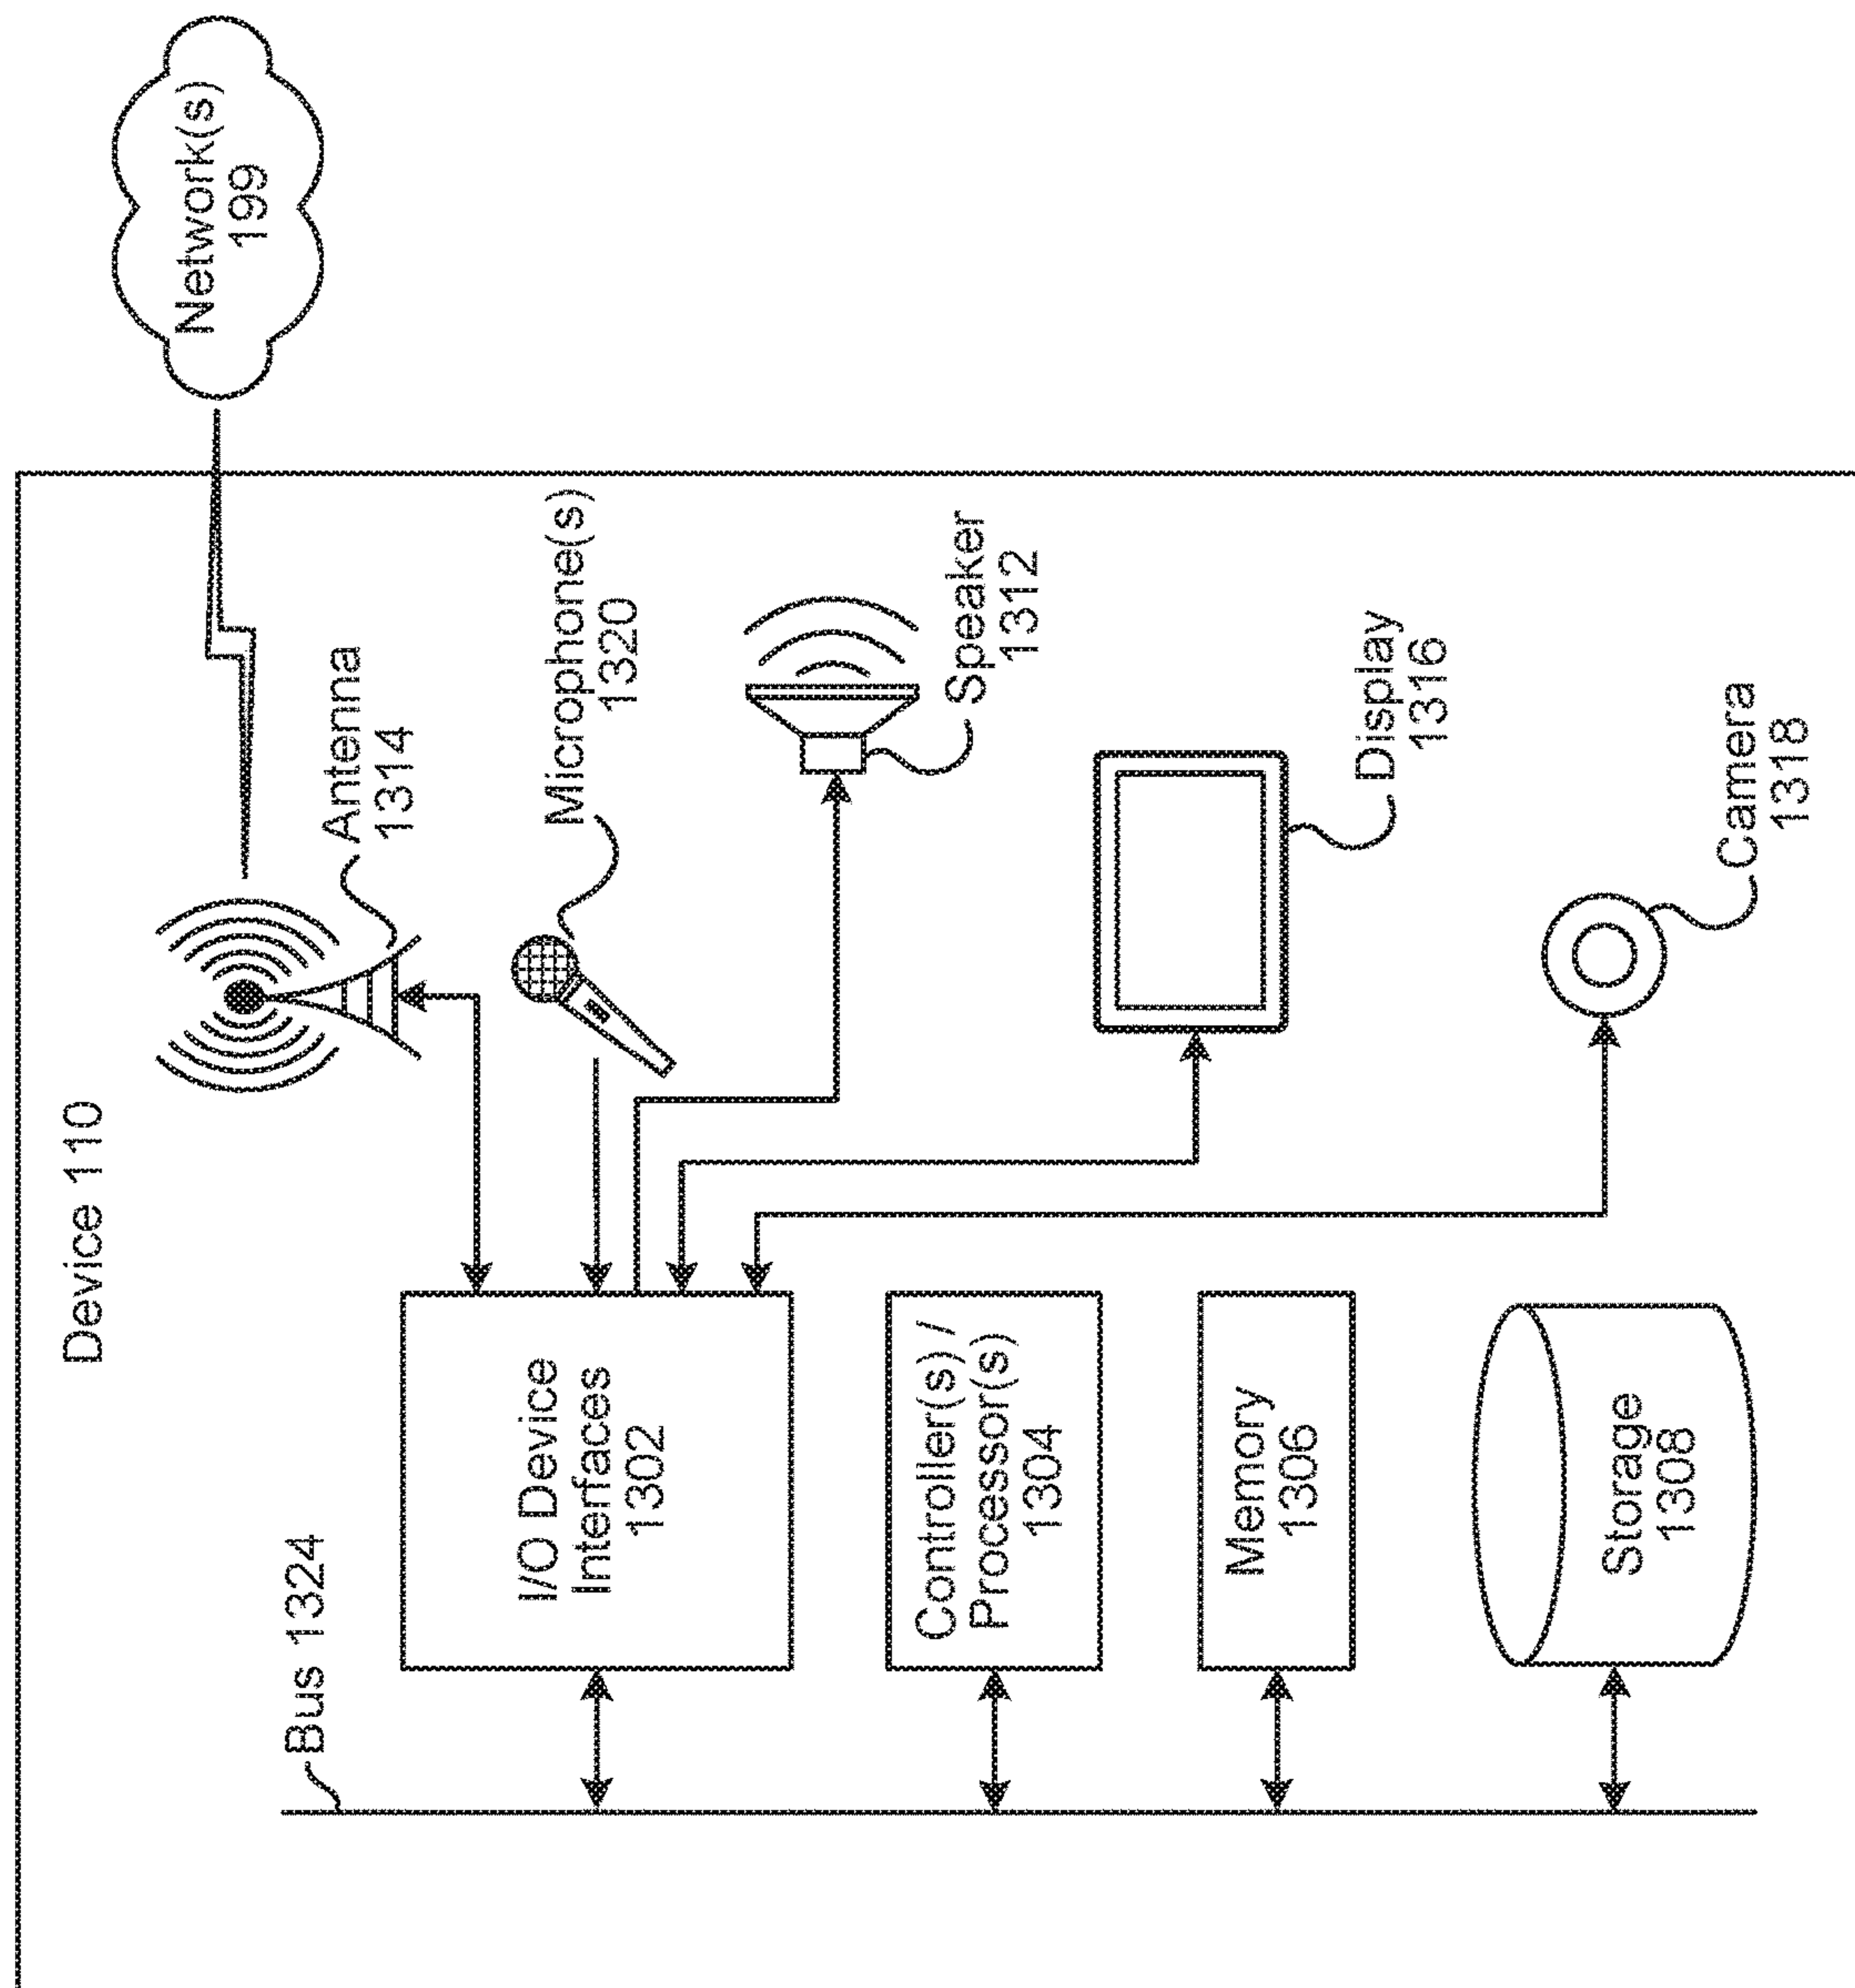 Device 110
Network(s)
199
Bus 1324
I/O Device
Interfaces
1302
Antenna
1314
Microphone(s)
1320
Speaker
1312
Controller(s) /
Processor(s)
1304
Display
1316
Memory
1306
Camera
1318
Storage
1308